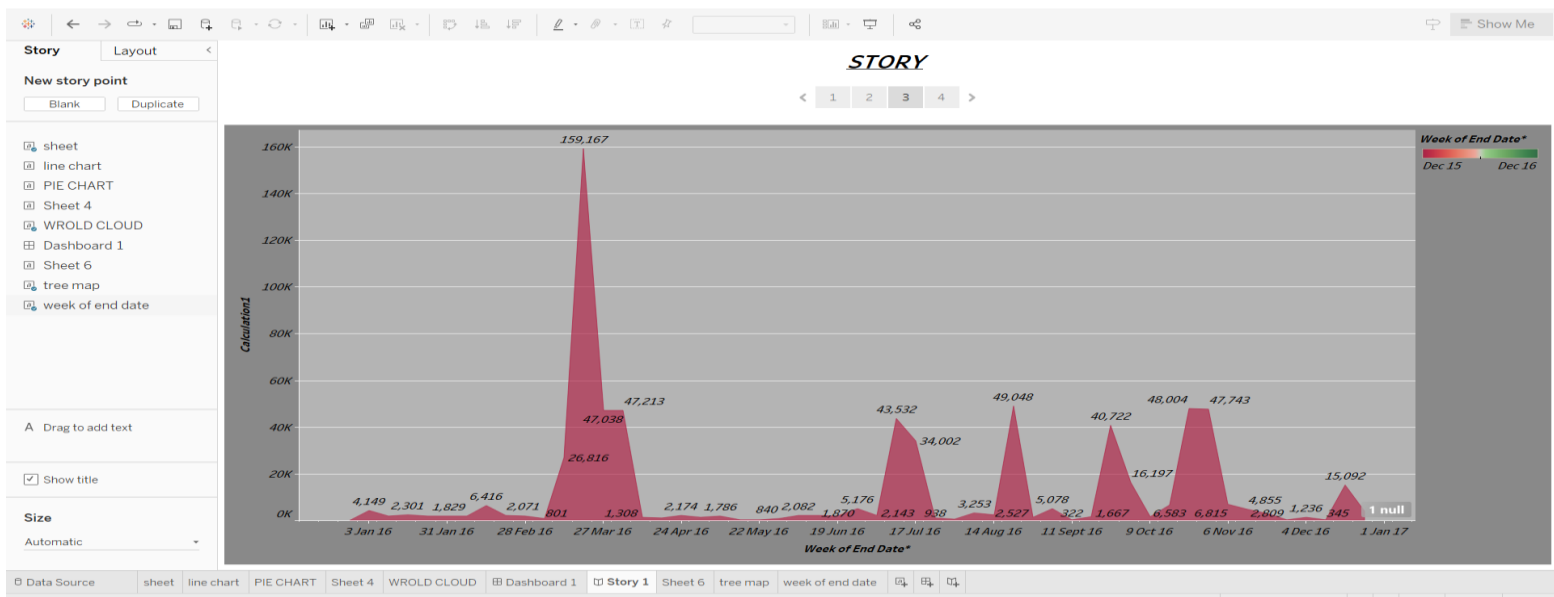 Show Me
Story Layout <
New story point
Blank Duplicate
sheet
line chart
PIE CHART
Sheet 4
WROLD CLOUD
Dashboard 1
Sheet 6
tree map
week of end date
A Drag to add text
Show title
Size
Automatic
STORY
< 1 2 3 4 >
Week of End Date*
Dec 15 Dec 16
Calculation1
160K
140K
120K
100K
80K
60K
40K
20K
0K
159,167
47,213
47,038
26,816
43,532
34,002
49,048
40,722
48,004 47,743
16,197
15,092
4,149 2,301 1,829 6,416 2,071 801 1,308 2,174 1,786 840 2,082 1,870 5,176 2,143 938 3,253 2,527 5,078 322 1,667 6,583 6,815 4,855 2,809 1,236 345
1 null
3 Jan 16 31 Jan 16 28 Feb 16 27 Mar 16 24 Apr 16 22 May 16 19 Jun 16 17 Jul 16 14 Aug 16 11 Sept 16 9 Oct 16 6 Nov 16 4 Dec 16 1 Jan 17
Week of End Date*
Data Source sheet line chart PIE CHART Sheet 4 WROLD CLOUD Dashboard 1 Story 1 Sheet 6 tree map week of end date